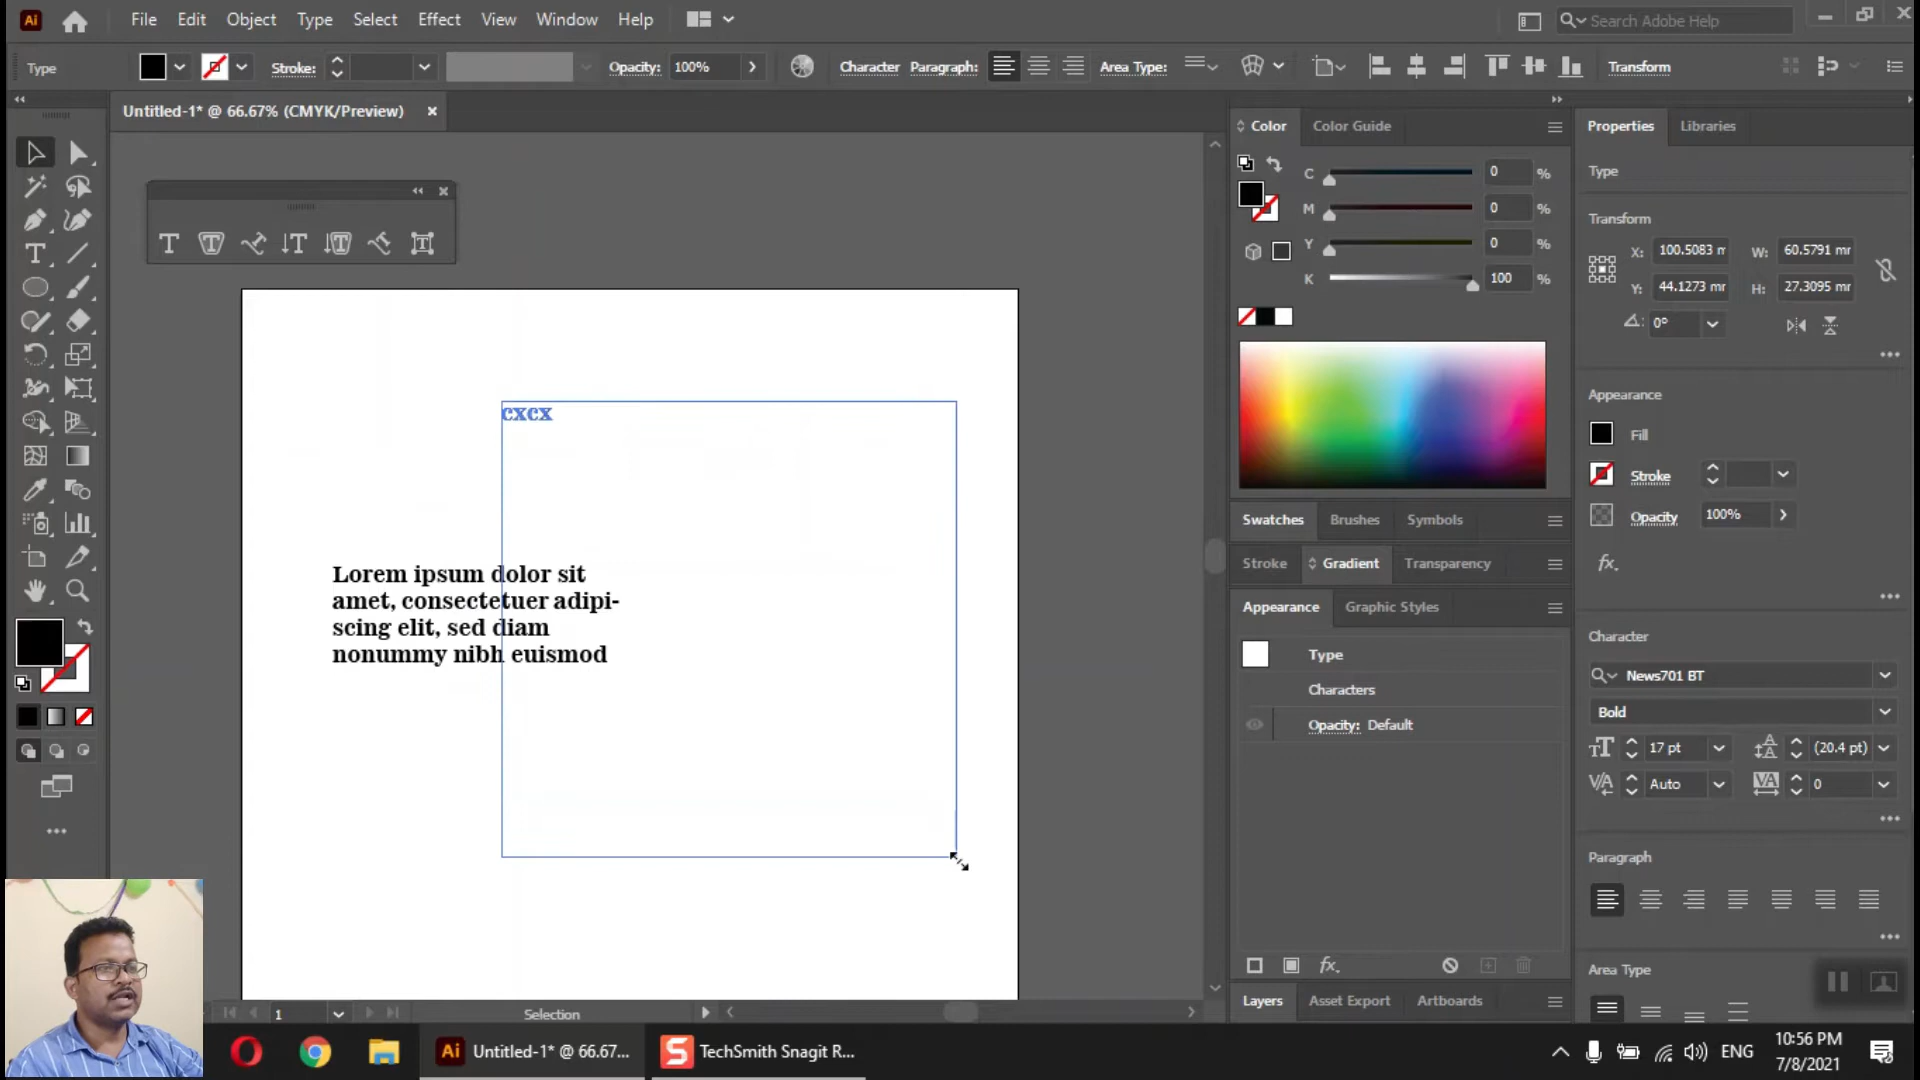 Ai File Edit Object Type Select Effect View Window Help Search Adobe Help
Type Stroke: Opacity: 100% Character Paragraph: Area Type: Transform
Untitled-1* @ 66.67% (CMYK/Preview)
Color Color Guide
C 0 %
M 0 %
Y 0 %
K 100 %
Swatches Brushes Symbols
Stroke Gradient Transparency
Appearance Graphic Styles
Type
Characters
Opacity: Default
Layers Asset Export Artboards
Properties Libraries
Type
Transform
X: 100.5083 m W: 60.5791 mr
Y: 44.1273 mr H: 27.3095 mr
0°
Appearance
Fill
Stroke
Opacity 100%
fx.
Character
News701 BT
Bold
17 pt (20.4 pt)
Auto 0
Paragraph
Area Type
cxcx
Lorem ipsum dolor sit
amet, consectetuer adipi-
scing elit, sed diam
nonummy nibh euismod
1 Selection
Ai Untitled-1* @ 66.67... S TechSmith Snagit R... ENG 10:56 PM
7/8/2021